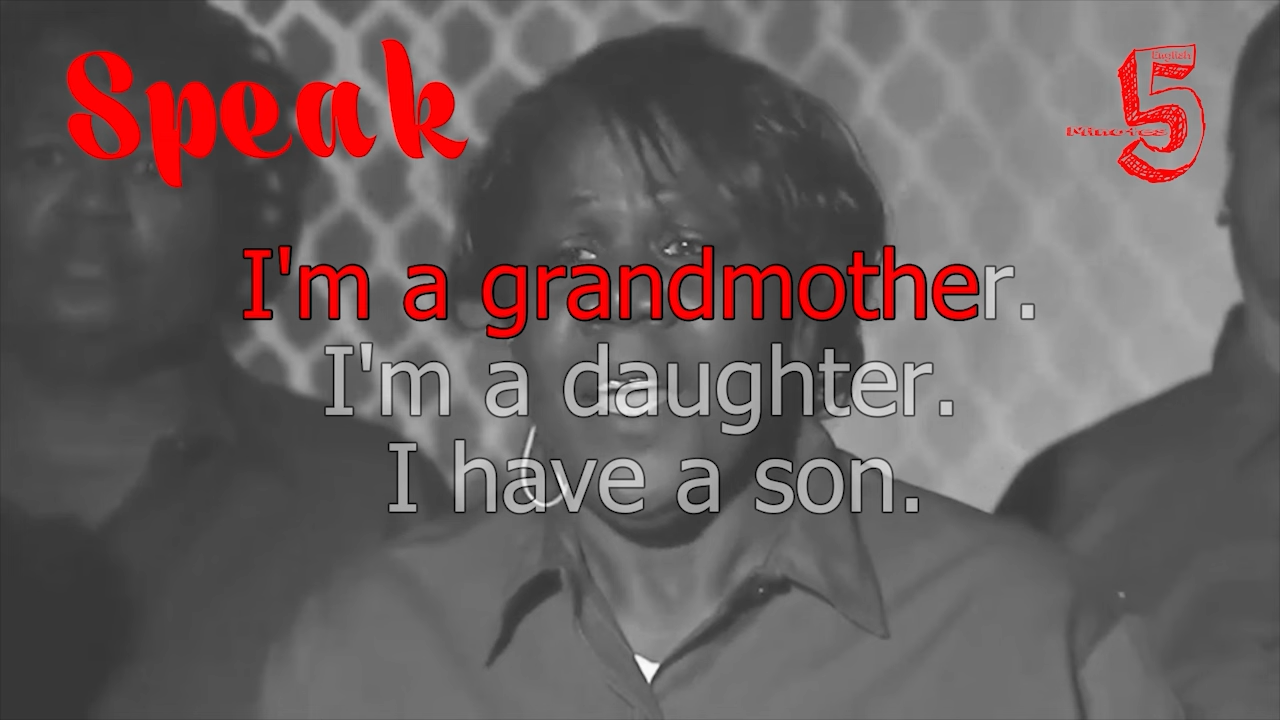 Speak
English
5
Minutes
I'm a grandmother.
I'm a daughter.
I have a son.